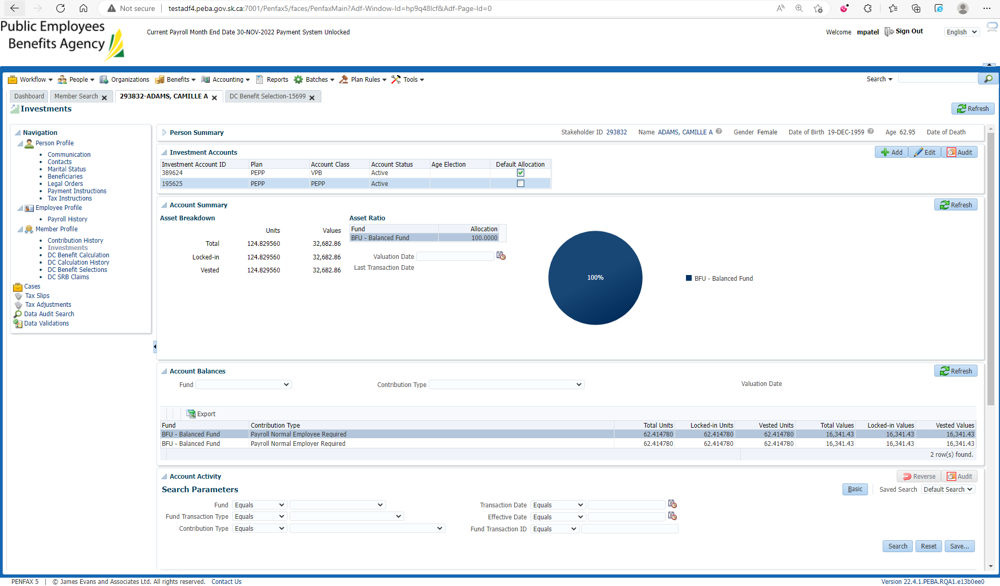 Not secure | testadf4.peba.gov.sk.ca:7001/Penfax5/faces/PenfaxMain?Adf-Window-Id=hp9q48lcf&Adf-Page-Id=0
Public Employees
Benefits Agency
Current Payroll Month End Date 30-NOV-2022 Payment System Unlocked
Welcome mpatel Sign Out English
Workflow People Organizations Benefits Accounting Reports Batches Plan Rules Tools Search
Dashboard Member Search 293832-ADAMS, CAMILLE A DC Benefit Selection-15699
Investments
Refresh
Navigation
Person Profile
Communication
Contacts
Marital Status
Beneficiaries
Legal Orders
Payment Instructions
Tax Instructions
Employee Profile
Payroll History
Member Profile
Contribution History
Investments
DC Benefit Calculation
DC Calculation History
DC Benefit Selections
DC SRB Claims
Cases
Tax Slips
Tax Adjustments
Data Audit Search
Data Validations
Person Summary Stakeholder ID 293832 Name ADAMS, CAMILLE A Gender Female Date of Birth 19-DEC-1959 Age 62.95 Date of Death
Investment Accounts Add Edit Audit
Investment Account ID Plan Account Class Account Status Age Election Default Allocation
389624 PEPP VPB Active
195625 PEPP PEPP Active
Account Summary Refresh
Asset Breakdown
Units Values
Total 124.829560 32,682.86
Locked-in 124.829560 32,682.86
Vested 124.829560 32,682.86
Asset Ratio
Fund Allocation
BFU - Balanced Fund 100.0000
Valuation Date
Last Transaction Date
100%
BFU - Balanced Fund
Account Balances Refresh
Fund Contribution Type Valuation Date
Export
Fund Contribution Type Total Units Locked-in Units Vested Units Total Values Locked-in Values Vested Values
BFU - Balanced Fund Payroll Normal Employee Required 62.414780 62.414780 62.414780 16,341.43 16,341.43 16,341.43
BFU - Balanced Fund Payroll Normal Employer Required 62.414780 62.414780 62.414780 16,341.43 16,341.43 16,341.43
2 row(s) found.
Account Activity Reverse Audit
Search Parameters Basic Saved Search Default Search
Fund Equals Transaction Date Equals
Fund Transaction Type Equals Effective Date Equals
Contribution Type Equals Fund Transaction ID Equals
Search Reset Save...
PENFAX 5 | © James Evans and Associates Ltd. All rights reserved. Contact Us Version 22.4.1.PEBA.RQA1.e13b0ee0